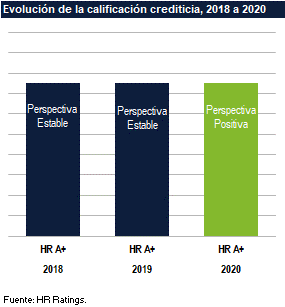 Evolución de la calificación crediticia, 2018 a 2020
Perspectiva
Estable
Perspectiva
Estable
Perspectiva
Positiva
HR A+ HR A+ HR A+
2018 2019 2020
Fuente: HR Ratings.